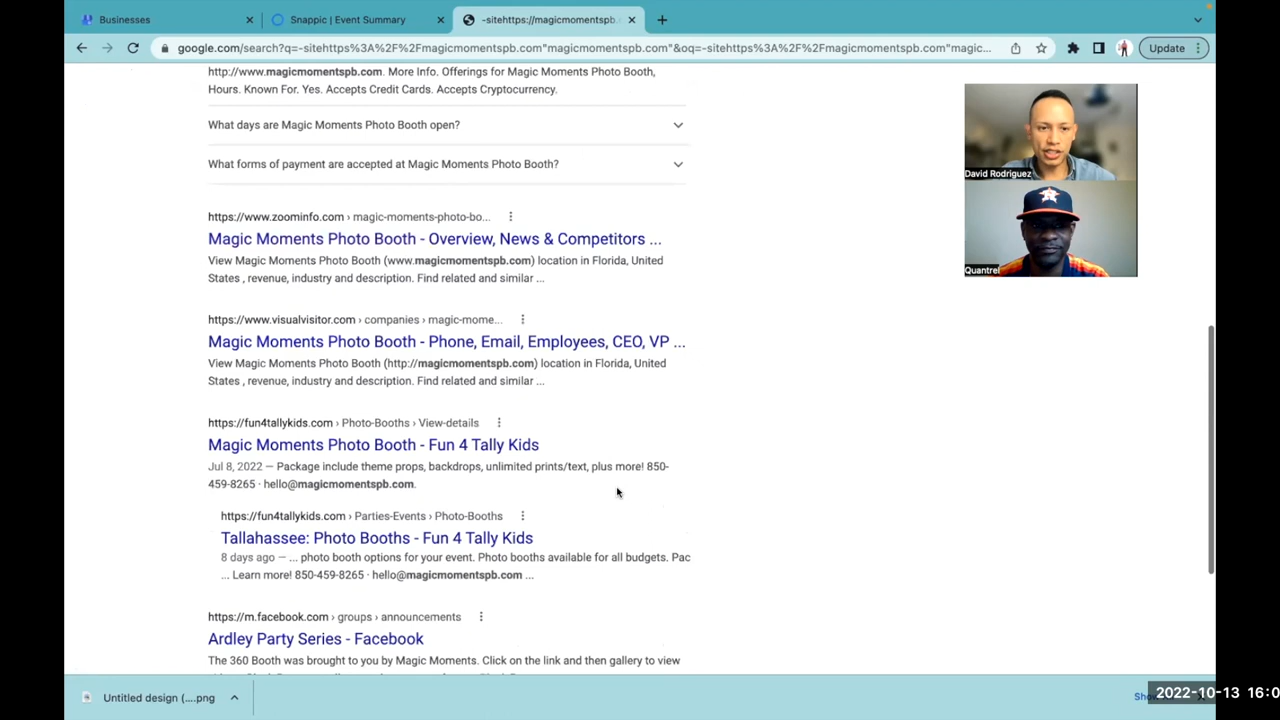 Businesses
Snappic | Event Summary
-sitehttps://magicmomentspb.
google.com/search?q=-sitehttps%3A%2F%2Fmagicmomentspb.com"magicmomentspb.com"&oq=-sitehttps%3A%2F%2Fmagicmomentspb.com"magic...
Update
http://www.magicmomentspb.com. More Info. Offerings for Magic Moments Photo Booth,
Hours. Known For. Yes. Accepts Credit Cards. Accepts Cryptocurrency.
What days are Magic Moments Photo Booth open?
What forms of payment are accepted at Magic Moments Photo Booth?
https://www.zoominfo.com › magic-moments-photo-bo...
Magic Moments Photo Booth - Overview, News & Competitors ...
View Magic Moments Photo Booth (www.magicmomentspb.com) location in Florida, United
States , revenue, industry and description. Find related and similar ...
https://www.visualvisitor.com › companies › magic-mome...
Magic Moments Photo Booth - Phone, Email, Employees, CEO, VP ...
View Magic Moments Photo Booth (http://magicmomentspb.com) location in Florida, United
States , revenue, industry and description. Find related and similar ...
https://fun4tallykids.com › Photo-Booths › View-details
Magic Moments Photo Booth - Fun 4 Tally Kids
Jul 8, 2022 — Package include theme props, backdrops, unlimited prints/text, plus more! 850-
459-8265 · hello@magicmomentspb.com.
https://fun4tallykids.com › Parties-Events › Photo-Booths
Tallahassee: Photo Booths - Fun 4 Tally Kids
8 days ago — ... photo booth options for your event. Photo booths available for all budgets. Pac
... Learn more! 850-459-8265 · hello@magicmomentspb.com ...
https://m.facebook.com › groups › announcements
Ardley Party Series - Facebook
The 360 Booth was brought to you by Magic Moments. Click on the link and then gallery to view
David Rodriguez
Quantrel
Untitled design (....png
2022-10-13 16:0